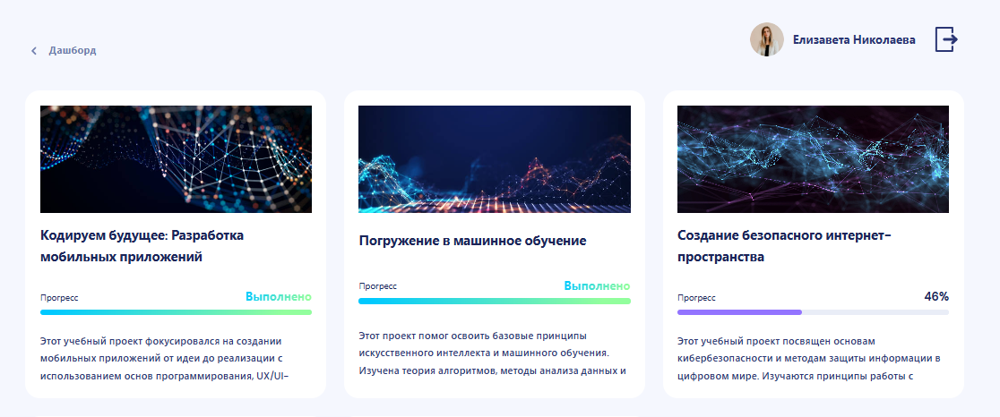 Дашборд
Елизавета Николаева
Кодируем будущее: Разработка
мобильных приложений
Прогресс
Выполнено
Этот учебный проект фокусировался на создании
мобильных приложений от идеи до реализации с
использованием основ программирования, UX/UI-
Погружение в машинное обучение
Прогресс
Выполнено
Этот проект помог освоить базовые принципы
искусственного интеллекта и машинного обучения.
Изучена теория алгоритмов, методы анализа данных и
Создание безопасного интернет-
пространства
Прогресс
46%
Этот учебный проект посвящен основам
кибербезопасности и методам защиты информации в
цифровом мире. Изучаются принципы работы с